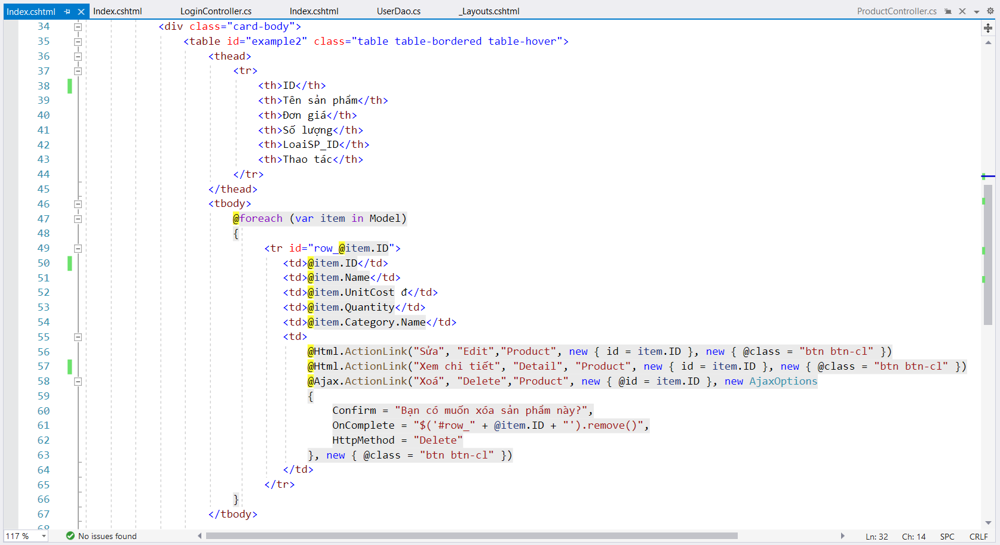 Index.cshtml Index.cshtml LoginController.cs Index.cshtml UserDao.cs _Layouts.cshtml ProductController.cs
34 <div class="card-body">
35 <table id="example2" class="table table-bordered table-hover">
36 <thead>
37 <tr>
38 <th>ID</th>
39 <th>Tên sản phẩm</th>
40 <th>Đơn giá</th>
41 <th>Số lượng</th>
42 <th>LoaiSP_ID</th>
43 <th>Thao tác</th>
44 </tr>
45 </thead>
46 <tbody>
47 @foreach (var item in Model)
48 {
49 <tr id="row_@item.ID">
50 <td>@item.ID</td>
51 <td>@item.Name</td>
52 <td>@item.UnitCost đ</td>
53 <td>@item.Quantity</td>
54 <td>@item.Category.Name</td>
55 <td>
56 @Html.ActionLink("Sửa", "Edit","Product", new { id = item.ID }, new { @class = "btn btn-cl" })
57 @Html.ActionLink("Xem chi tiết", "Detail", "Product", new { id = item.ID }, new { @class = "btn btn-cl" })
58 @Ajax.ActionLink("Xoá", "Delete","Product", new { @id = item.ID }, new AjaxOptions
59 {
60 Confirm = "Bạn có muốn xóa sản phẩm này?",
61 OnComplete = "$('#row_" + @item.ID + "').remove()",
62 HttpMethod = "Delete"
63 }, new { @class = "btn btn-cl" })
64 </td>
65 </tr>
66 }
67 </tbody>
68
117 % No issues found Ln: 32 Ch: 14 SPC CRLF